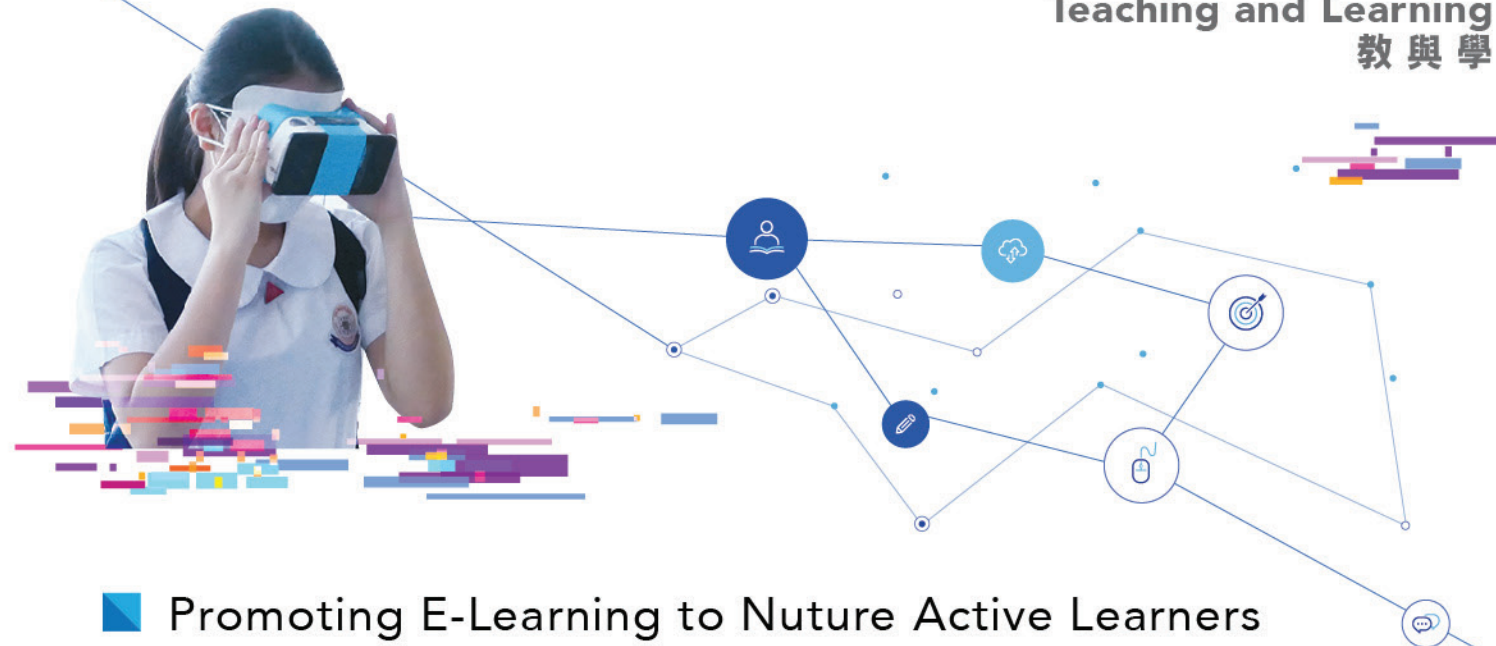 Teaching and Learning
教與學
Promoting E-Learning to Nuture Active Learners